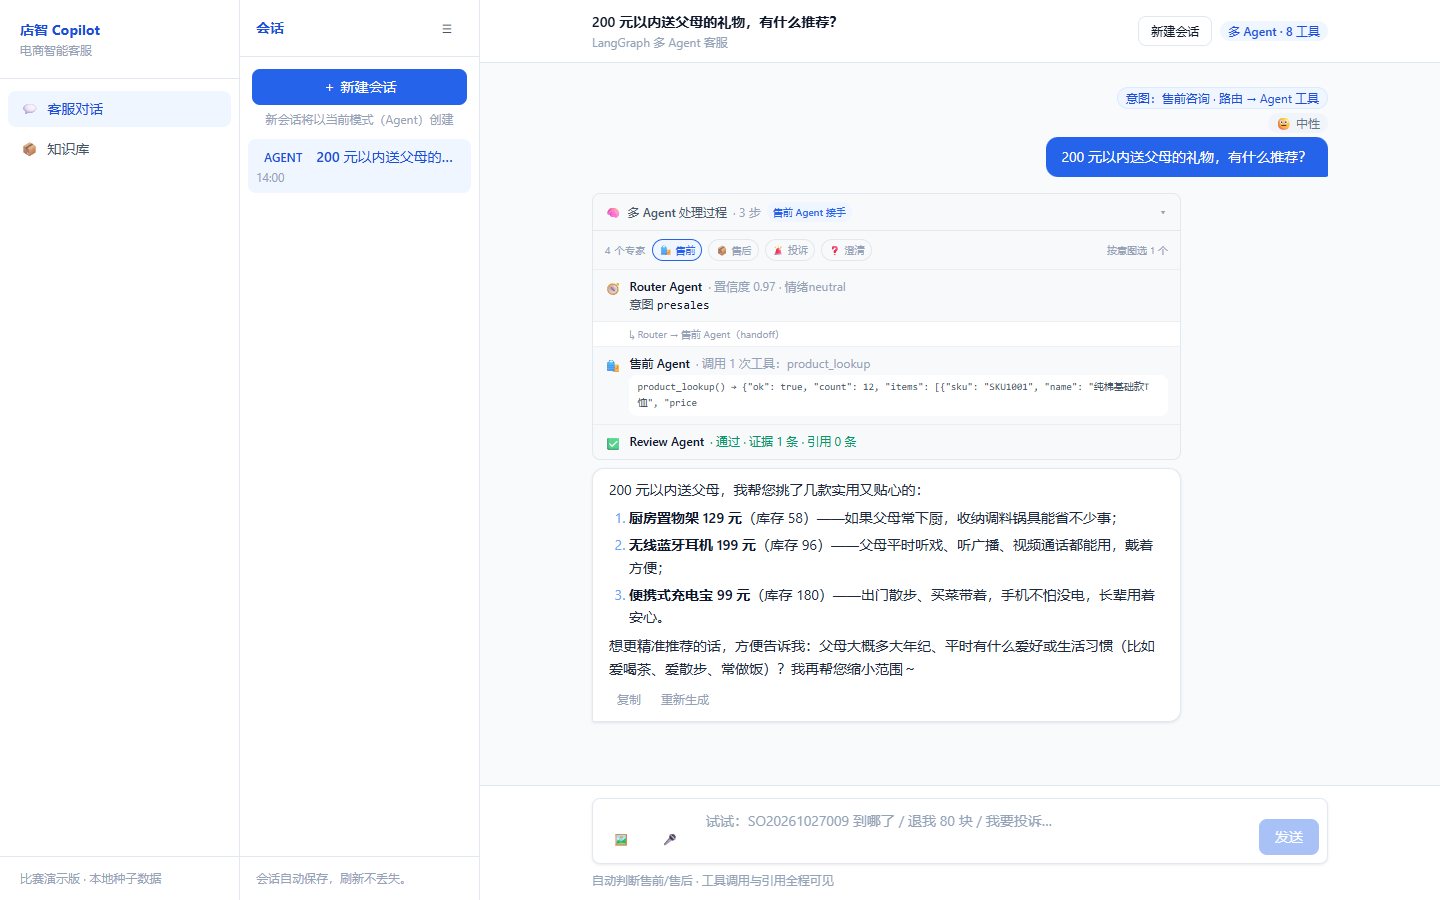 店智 Copilot
电商智能客服
客服对话
知识库
比赛演示版 · 本地种子数据
会话
☰
+ 新建会话
新会话将以当前模式（Agent）创建
AGENT 200 元以内送父母的...
14:00
会话自动保存，刷新不丢失。
200 元以内送父母的礼物，有什么推荐？
LangGraph 多 Agent 客服
新建会话
多 Agent · 8 工具
意图：售前咨询 · 路由 → Agent 工具
中性
200 元以内送父母的礼物，有什么推荐？
多 Agent 处理过程 · 3 步 售前 Agent 接手
4 个专家 售前 售后 投诉 澄清 按意图选 1 个
Router Agent · 置信度 0.97 · 情绪neutral
意图 presales
↳ Router → 售前 Agent（handoff）
售前 Agent · 调用 1 次工具：product_lookup
product_lookup() → {"ok": true, "count": 12, "items": [{"sku": "SKU1001", "name": "纯棉基础款T
恤", "price
Review Agent · 通过 · 证据 1 条 · 引用 0 条
200 元以内送父母，我帮您挑了几款实用又贴心的：
1. 厨房置物架 129 元（库存 58）——如果父母常下厨，收纳调料锅具能省不少事；
2. 无线蓝牙耳机 199 元（库存 96）——父母平时听戏、听广播、视频通话都能用，戴着
方便；
3. 便携式充电宝 99 元（库存 180）——出门散步、买菜带着，手机不怕没电，长辈用着
安心。
想更精准推荐的话，方便告诉我：父母大概多大年纪、平时有什么爱好或生活习惯（比如
爱喝茶、爱散步、常做饭）？我再帮您缩小范围～
复制 重新生成
试试：SO20261027009 到哪了 / 退我 80 块 / 我要投诉...
发送
自动判断售前/售后 · 工具调用与引用全程可见